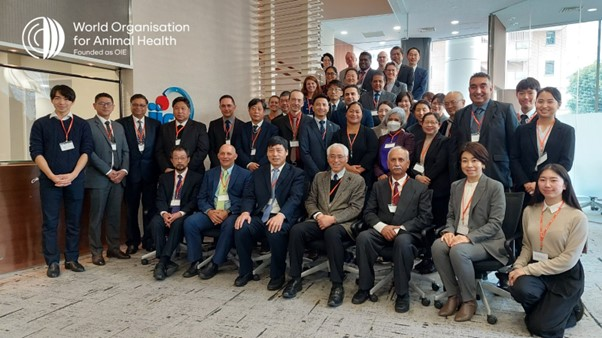 World Organisation
for Animal Health
Founded as OIE